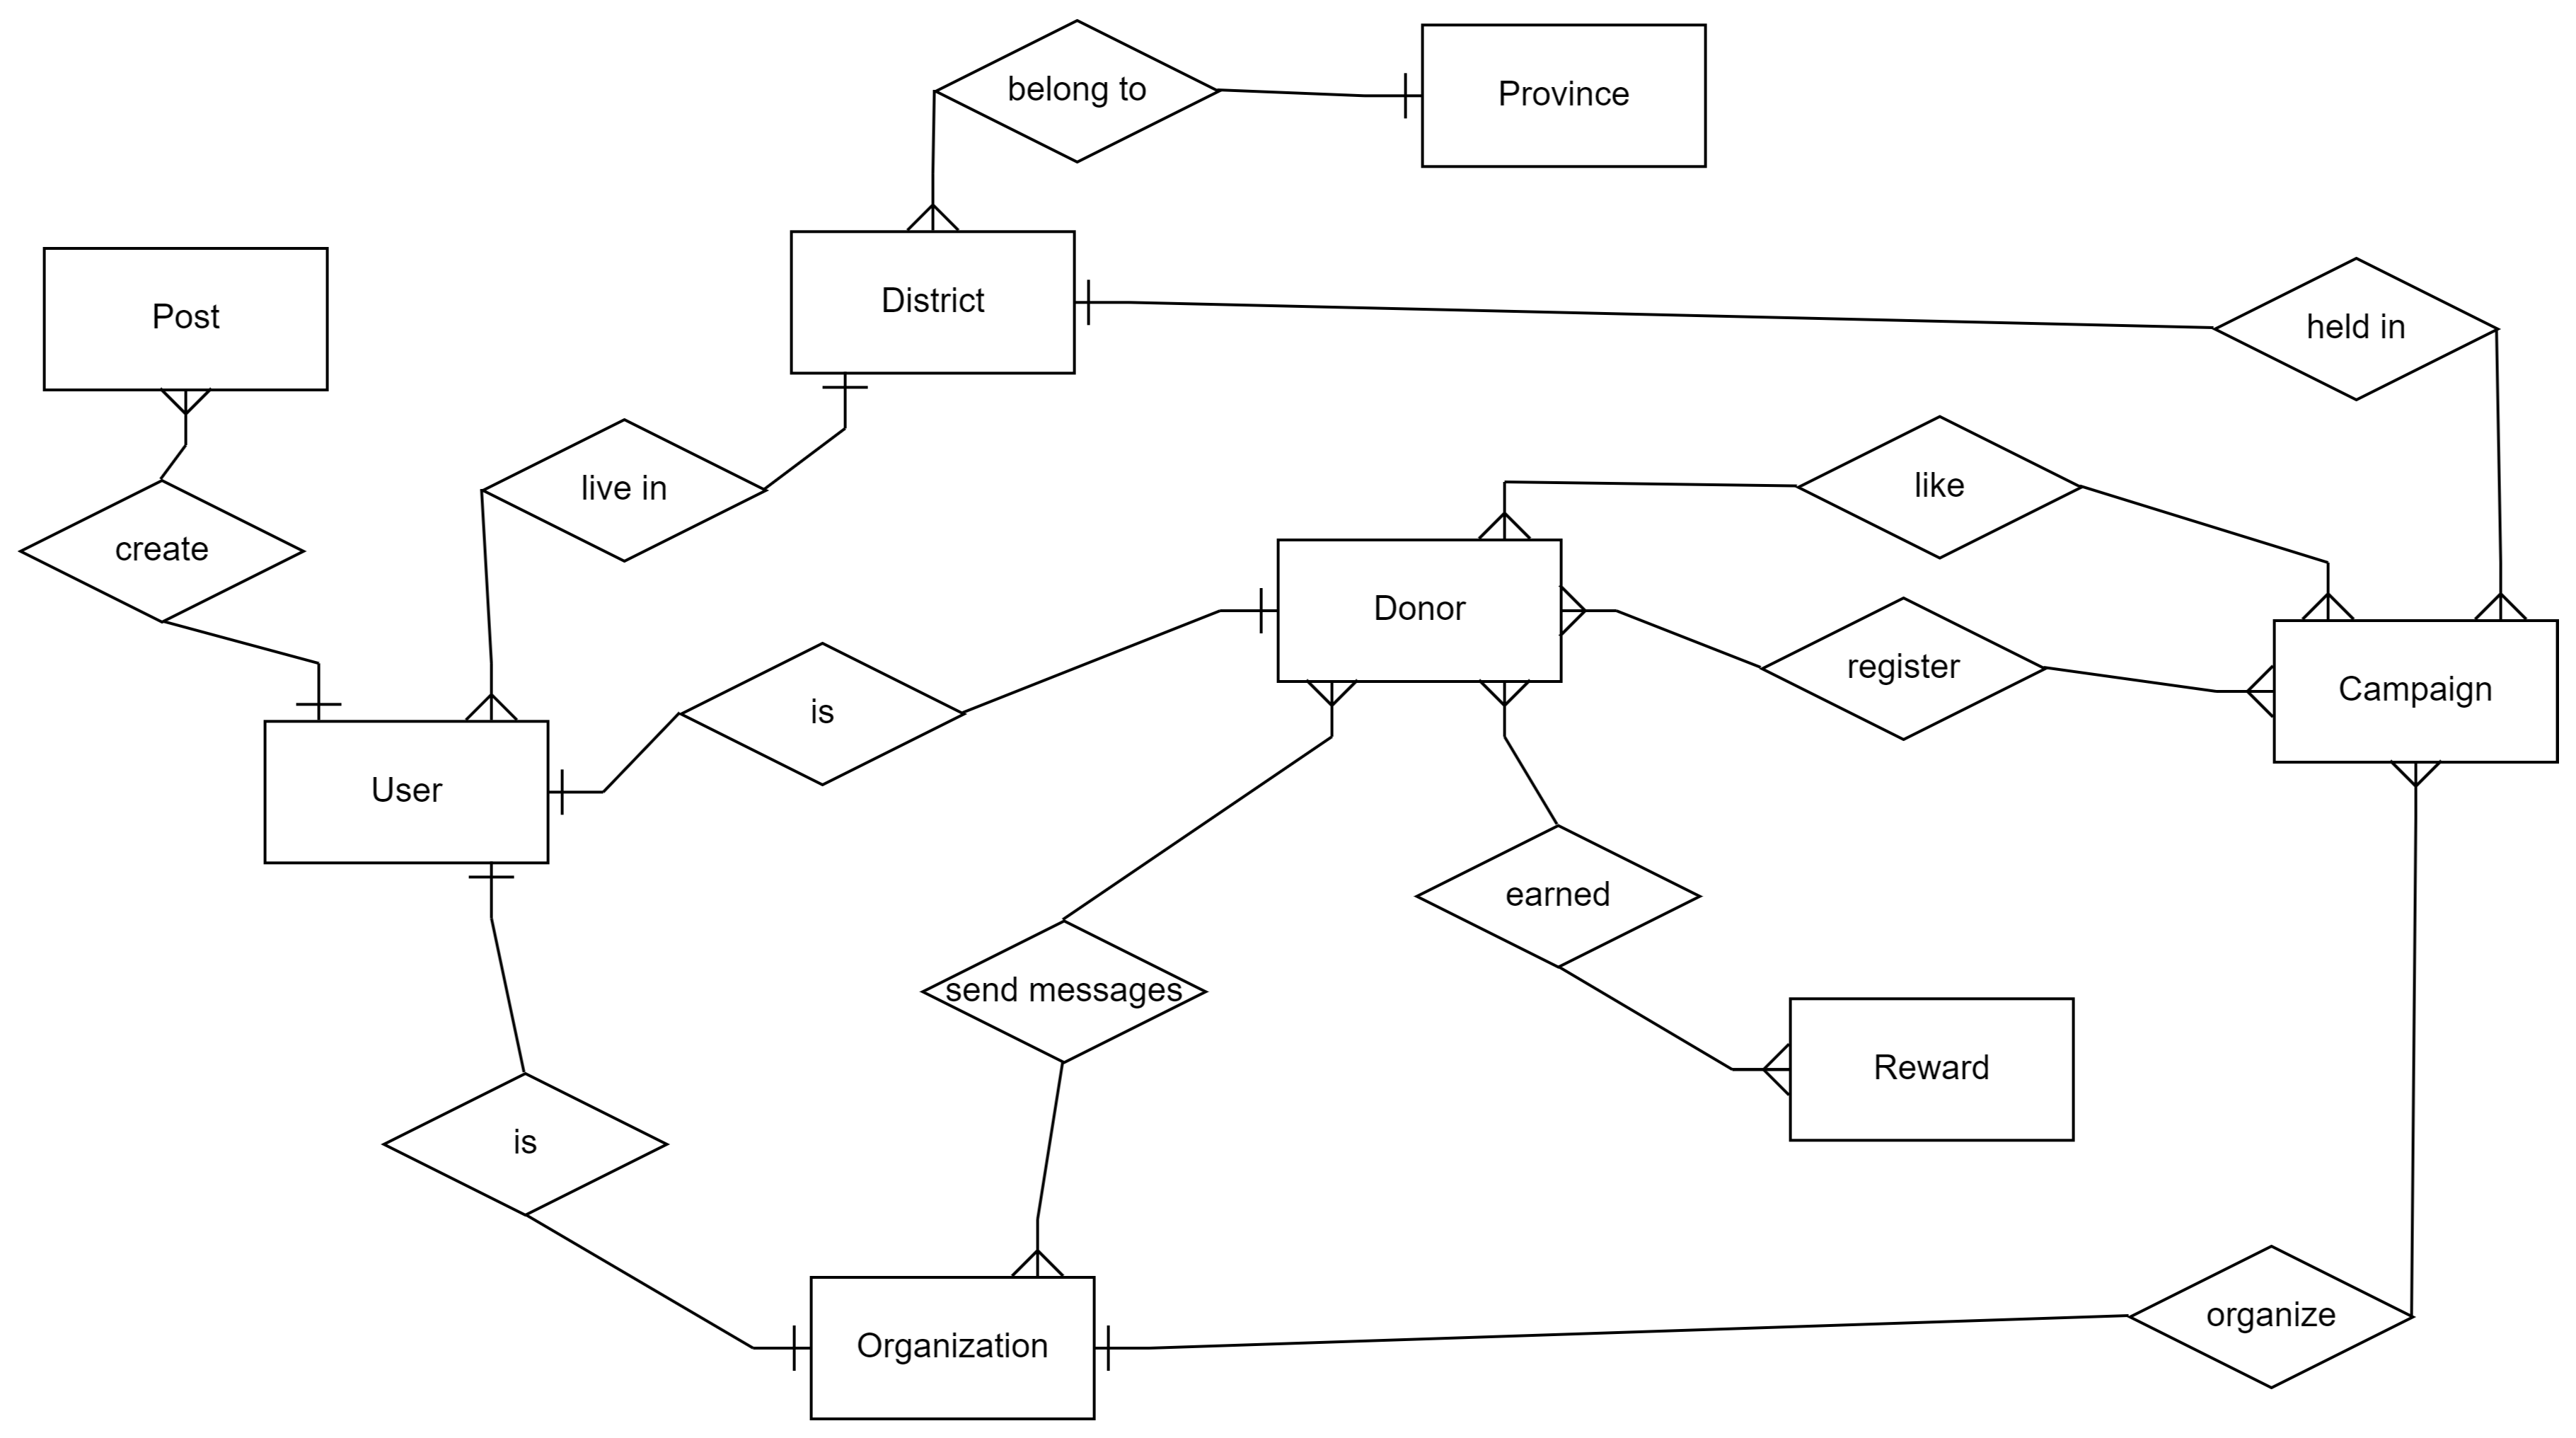 belong to
Province
District
Post
held in
live in
like
create
Donor
register
Campaign
is
User
earned
send messages
Reward
is
organize
Organization